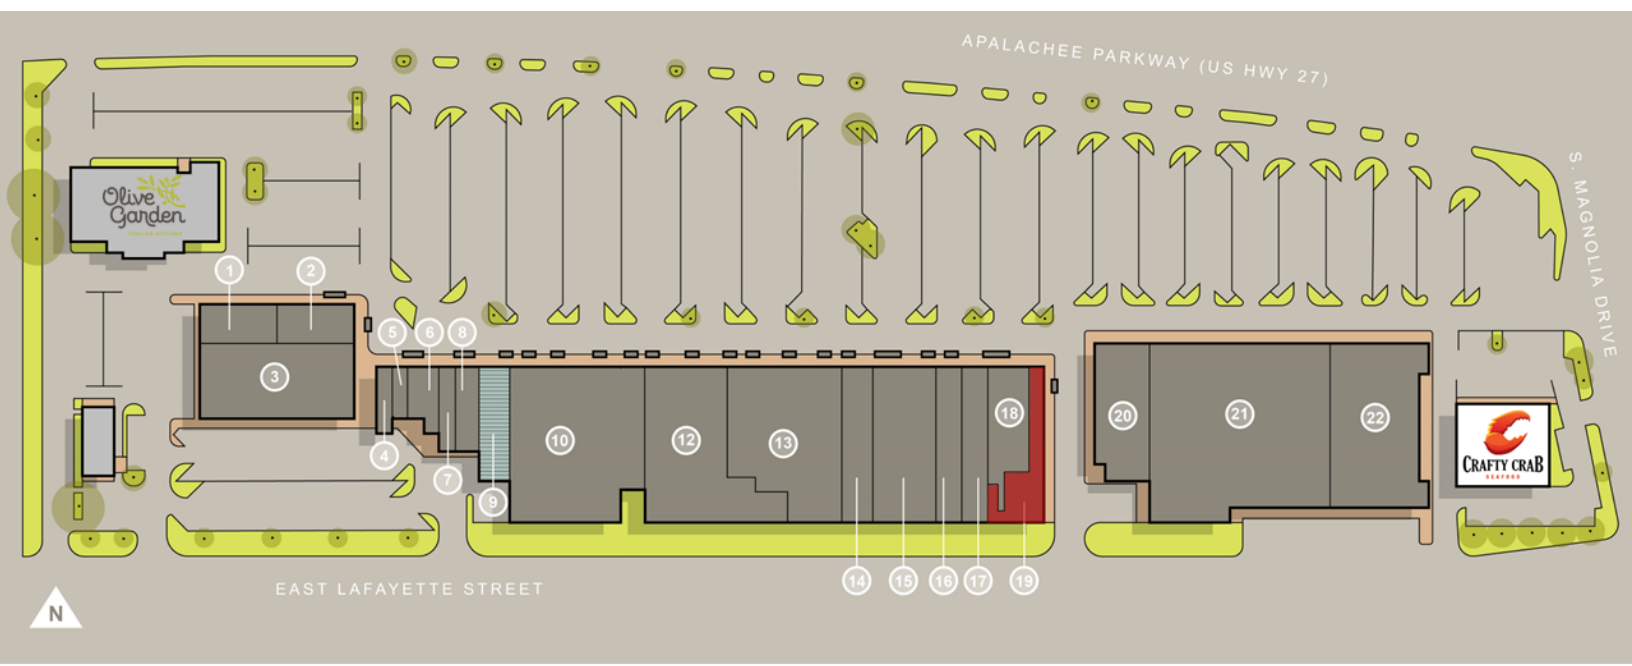 APALACHEE PARKWAY (US HWY 27)
S. MAGNOLIA DRIVE
Olive
Garden
1
2
5
6
8
3
18
20
21
22
10
12
13
4
7
9
CRAFTY CRAB
SEAFOOD
14
15
16
17
19
EAST LAFAYETTE STREET
N